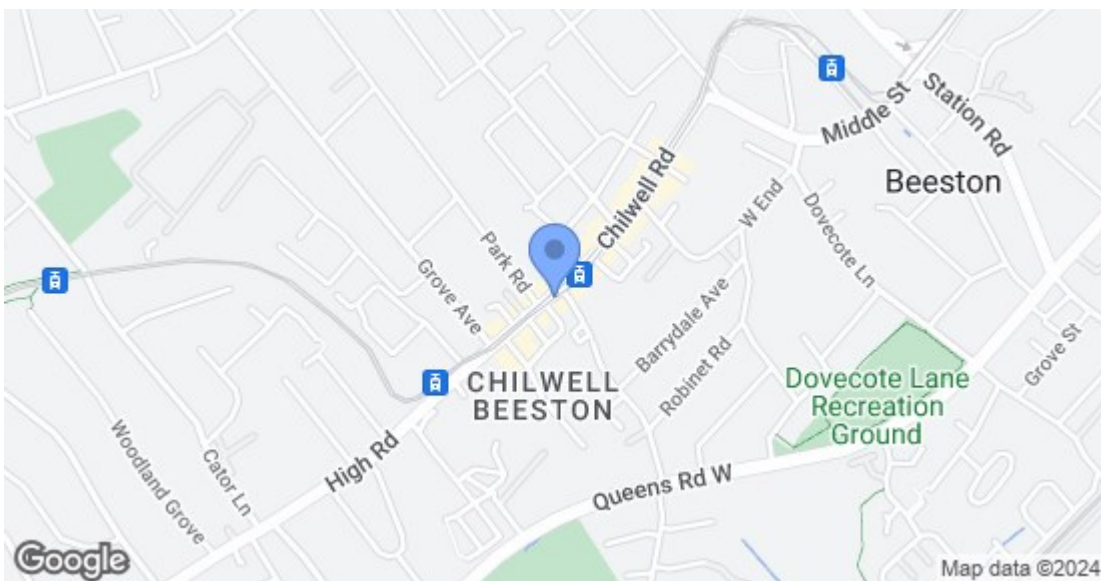 Middle St
Station Rd
Beeston
Chilwell Rd
W End
Dovecote Ln
Park Rd
Grove Ave
Barrydale Ave
Robinet Rd
Grove St
CHILWELL
BEESTON
Dovecote Lane
Recreation
Ground
Woodland Grove
Cator Ln
High Rd
Queens Rd W
Google
Map data ©2024